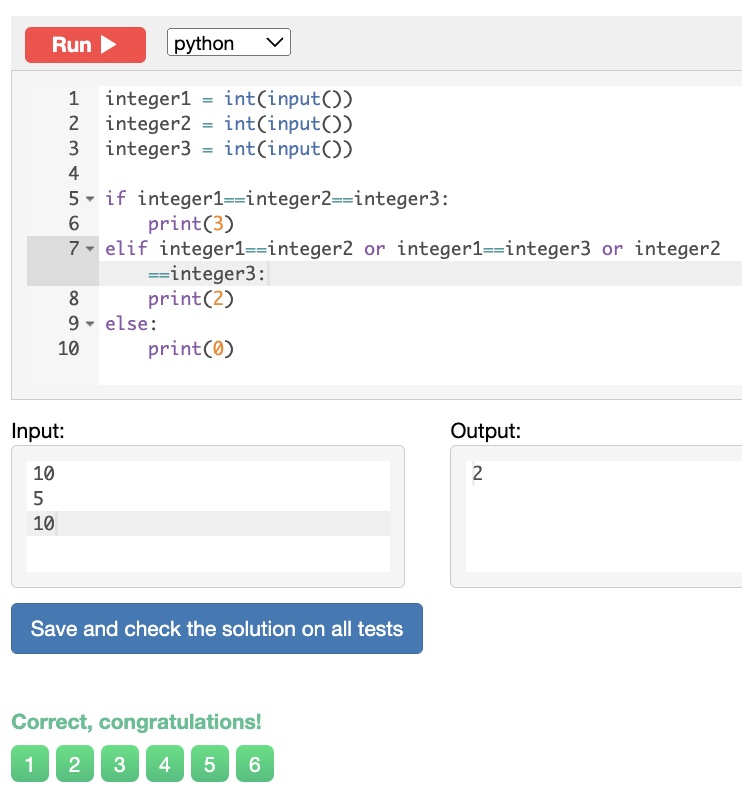 Run python
1 integer1 = int(input())
2 integer2 = int(input())
3 integer3 = int(input())
4
5 if integer1==integer2==integer3:
6     print(3)
7 elif integer1==integer2 or integer1==integer3 or integer2
        ==integer3:
8     print(2)
9 else:
10     print(0)
Input: Output:
10 2
5
10
Save and check the solution on all tests
Correct, congratulations!
1 2 3 4 5 6